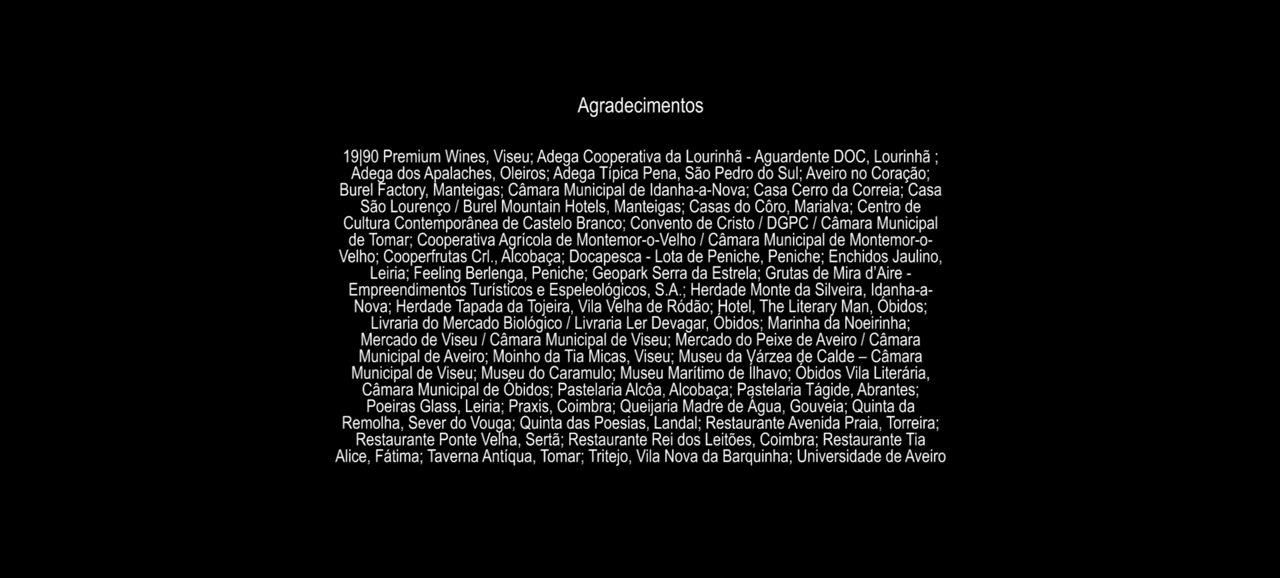 Agradecimentos
19|90 Premium Wines, Viseu; Adega Cooperativa da Lourinhã - Aguardente DOC, Lourinhã ;
Adega dos Apalaches, Oleiros; Adega Típica Pena, São Pedro do Sul; Aveiro no Coração;
Burel Factory, Manteigas; Câmara Municipal de Idanha-a-Nova; Casa Cerro da Correia; Casa
São Lourenço / Burel Mountain Hotels, Manteigas; Casas do Côro, Marialva; Centro de
Cultura Contemporânea de Castelo Branco; Convento de Cristo / DGPC / Câmara Municipal
de Tomar; Cooperativa Agrícola de Montemor-o-Velho / Câmara Municipal de Montemor-o-
Velho; Cooperfrutas Crl., Alcobaça; Docapesca - Lota de Peniche, Peniche; Enchidos Jaulino,
Leiria; Feeling Berlenga, Peniche; Geopark Serra da Estrela; Grutas de Mira d'Aire -
Empreendimentos Turísticos e Espeleológicos, S.A.; Herdade Monte da Silveira, Idanha-a-
Nova; Herdade Tapada da Tojeira, Vila Velha de Ródão; Hotel, The Literary Man, Óbidos;
Livraria do Mercado Biológico / Livraria Ler Devagar, Óbidos; Marinha da Noeirinha;
Mercado de Viseu / Câmara Municipal de Viseu; Mercado do Peixe de Aveiro / Câmara
Municipal de Aveiro; Moinho da Tia Micas, Viseu; Museu da Várzea de Calde – Câmara
Municipal de Viseu; Museu do Caramulo; Museu Marítimo de Ílhavo; Óbidos Vila Literária,
Câmara Municipal de Óbidos; Pastelaria Alcôa, Alcobaça; Pastelaria Tágide, Abrantes;
Poeiras Glass, Leiria; Praxis, Coimbra; Queijaria Madre de Água, Gouveia; Quinta da
Remolha, Sever do Vouga; Quinta das Poesias, Landal; Restaurante Avenida Praia, Torreira;
Restaurante Ponte Velha, Sertã; Restaurante Rei dos Leitões, Coimbra; Restaurante Tia
Alice, Fátima; Taverna Antíqua, Tomar; Tritejo, Vila Nova da Barquinha; Universidade de Aveiro